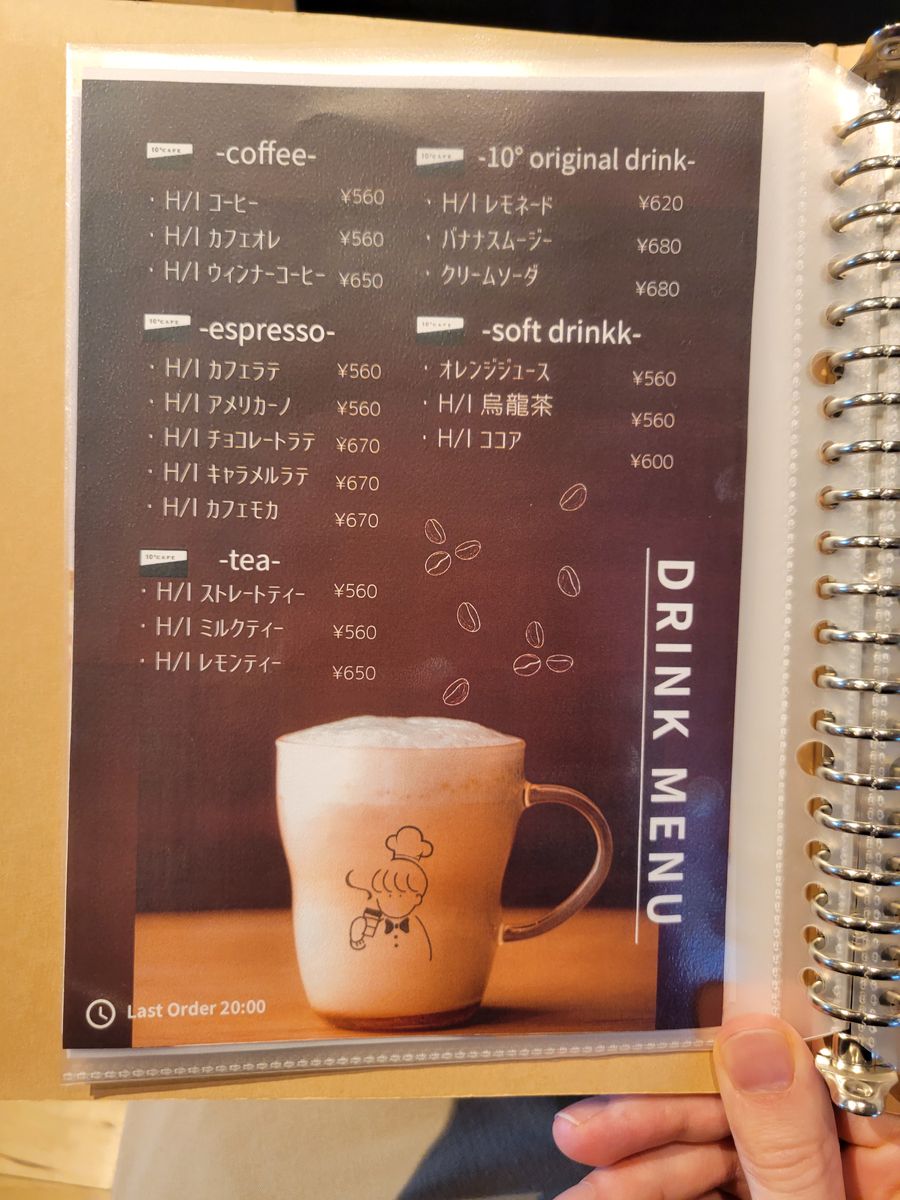 10°CAFE -coffee-
・H/I コーヒー ¥560
・H/I カフェオレ ¥560
・H/I ウィンナーコーヒー ¥650
10°CAFE -espresso-
・H/I カフェラテ ¥560
・H/I アメリカーノ ¥560
・H/I チョコレートラテ ¥670
・H/I キャラメルラテ ¥670
・H/I カフェモカ ¥670
10°CAFE -tea-
・H/I ストレートティー ¥560
・H/I ミルクティー ¥560
・H/I レモンティー ¥650
10°CAFE -10° original drink-
・H/I レモネード ¥620
・バナナスムージー ¥680
・クリームソーダ ¥680
10°CAFE -soft drinkk-
・オレンジジュース ¥560
・H/I 烏龍茶 ¥560
・H/I ココア ¥600
DRINK MENU
Last Order 20:00